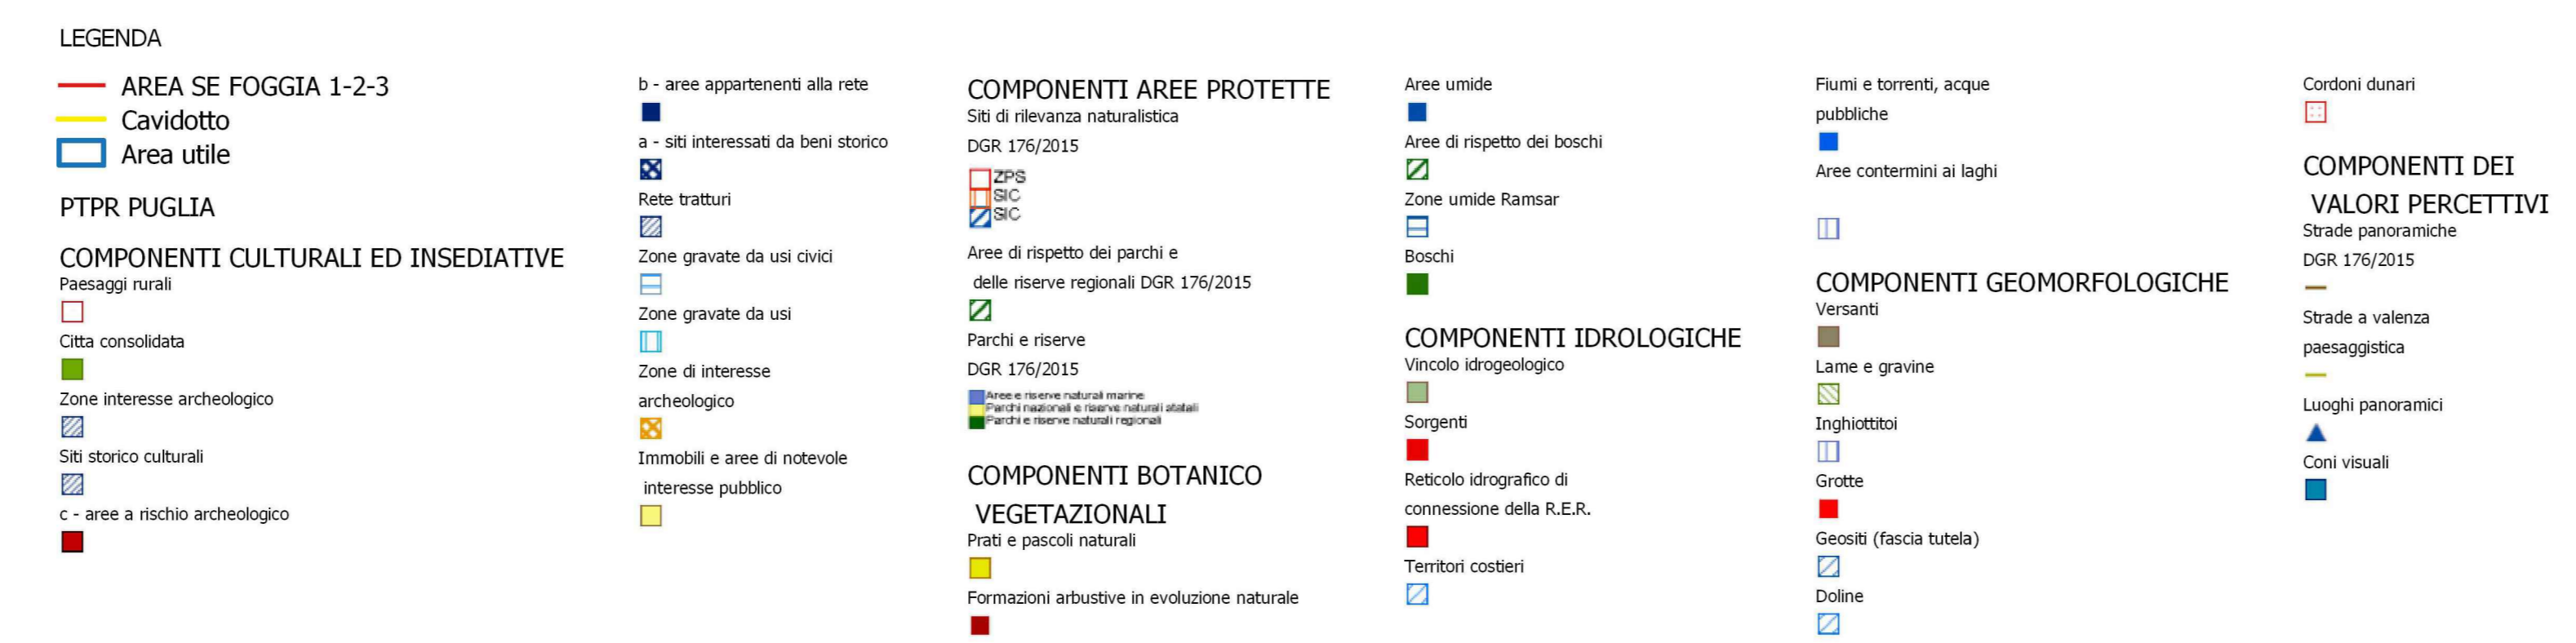 LEGENDA
AREA SE FOGGIA 1-2-3
Cavidotto
Area utile
PTPR PUGLIA
COMPONENTI CULTURALI ED INSEDIATIVE
Paesaggi rurali
Citta consolidata
Zone interesse archeologico
Siti storico culturali
c - aree a rischio archeologico
b - aree appartenenti alla rete
a - siti interessati da beni storico
Rete tratturi
Zone gravate da usi civici
Zone gravate da usi
Zone di interesse
archeologico
Immobili e aree di notevole
interesse pubblico
COMPONENTI AREE PROTETTE
Siti di rilevanza naturalistica
DGR 176/2015
ZPS
SIC
SIC
Aree di rispetto dei parchi e
delle riserve regionali DGR 176/2015
Parchi e riserve
DGR 176/2015
Aree e riserve naturali marine
Parchi nazionali e riserve naturali statali
Parchi e riserve naturali regionali
COMPONENTI BOTANICO
VEGETAZIONALI
Prati e pascoli naturali
Formazioni arbustive in evoluzione naturale
Aree umide
Aree di rispetto dei boschi
Zone umide Ramsar
Boschi
COMPONENTI IDROLOGICHE
Vincolo idrogeologico
Sorgenti
Reticolo idrografico di
connessione della R.E.R.
Territori costieri
Fiumi e torrenti, acque
pubbliche
Aree contermini ai laghi
COMPONENTI GEOMORFOLOGICHE
Versanti
Lame e gravine
Inghiottitoi
Grotte
Geositi (fascia tutela)
Doline
Cordoni dunari
COMPONENTI DEI
VALORI PERCETTIVI
Strade panoramiche
DGR 176/2015
Strade a valenza
paesaggistica
Luoghi panoramici
Coni visuali